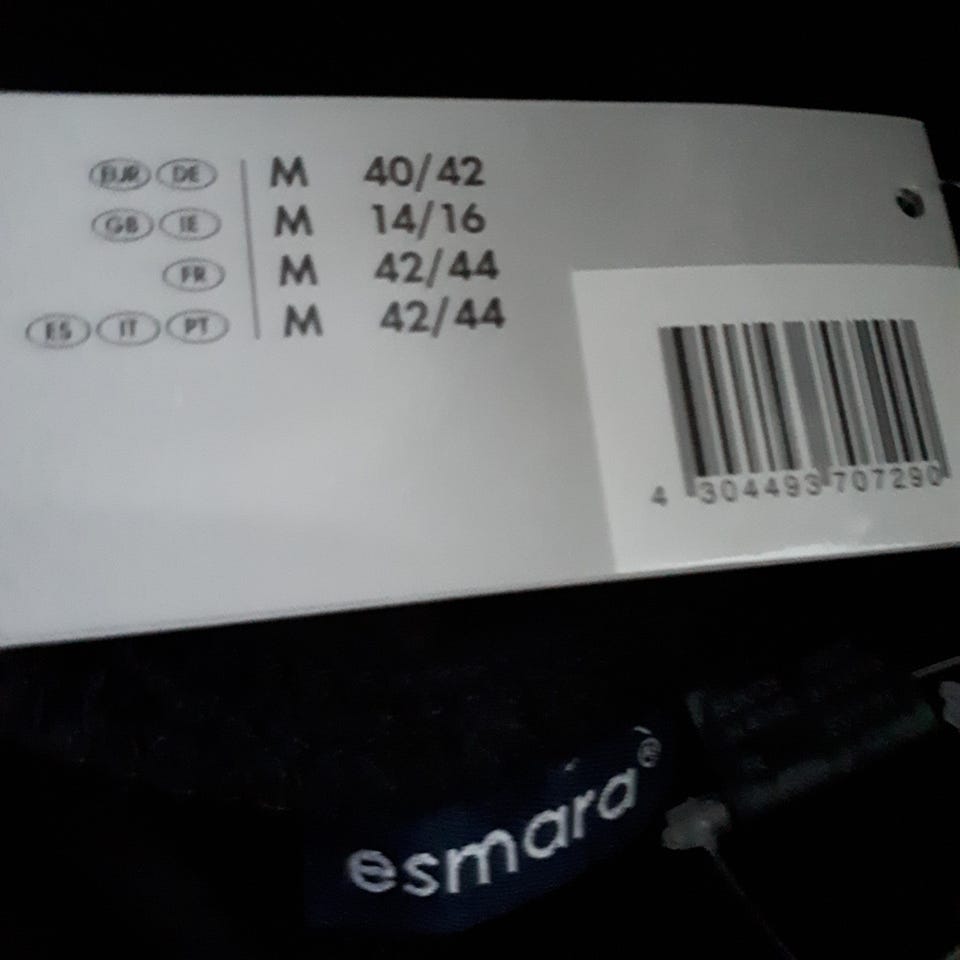 EUR DE M 40/42
GB IE M 14/16
FR M 42/44
ES IT PT M 42/44
4 304493 707290
esmara®